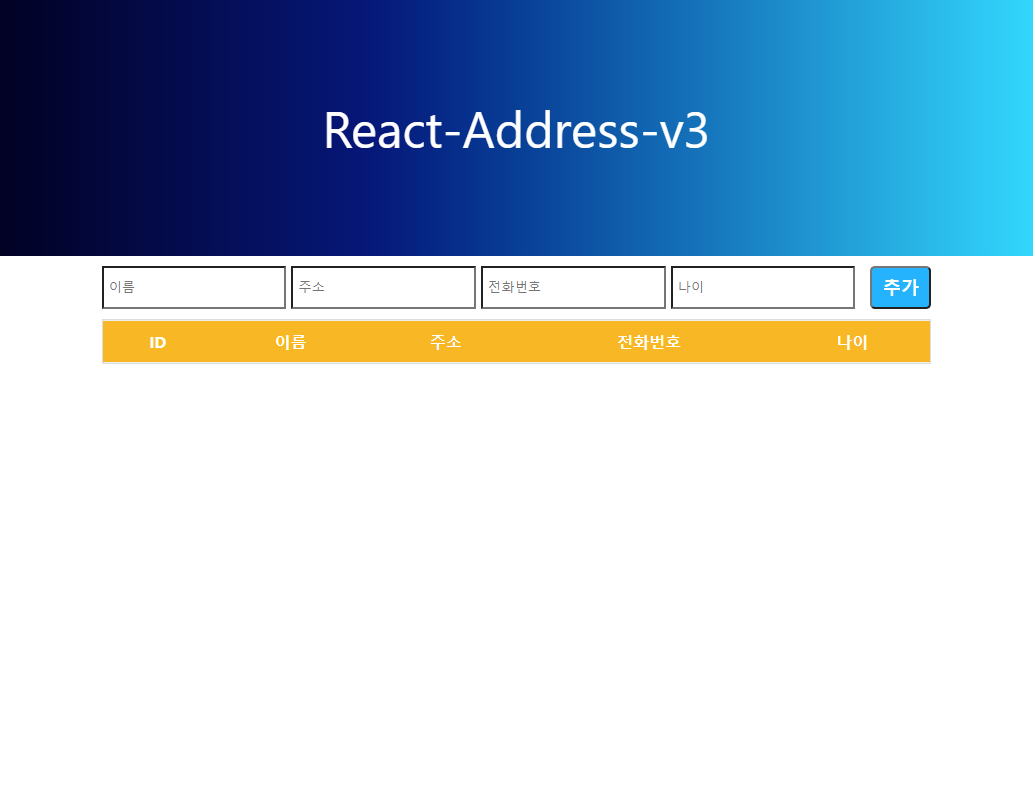 React-Address-v3
이름 주소 전화번호 나이 추가
ID 이름 주소 전화번호 나이